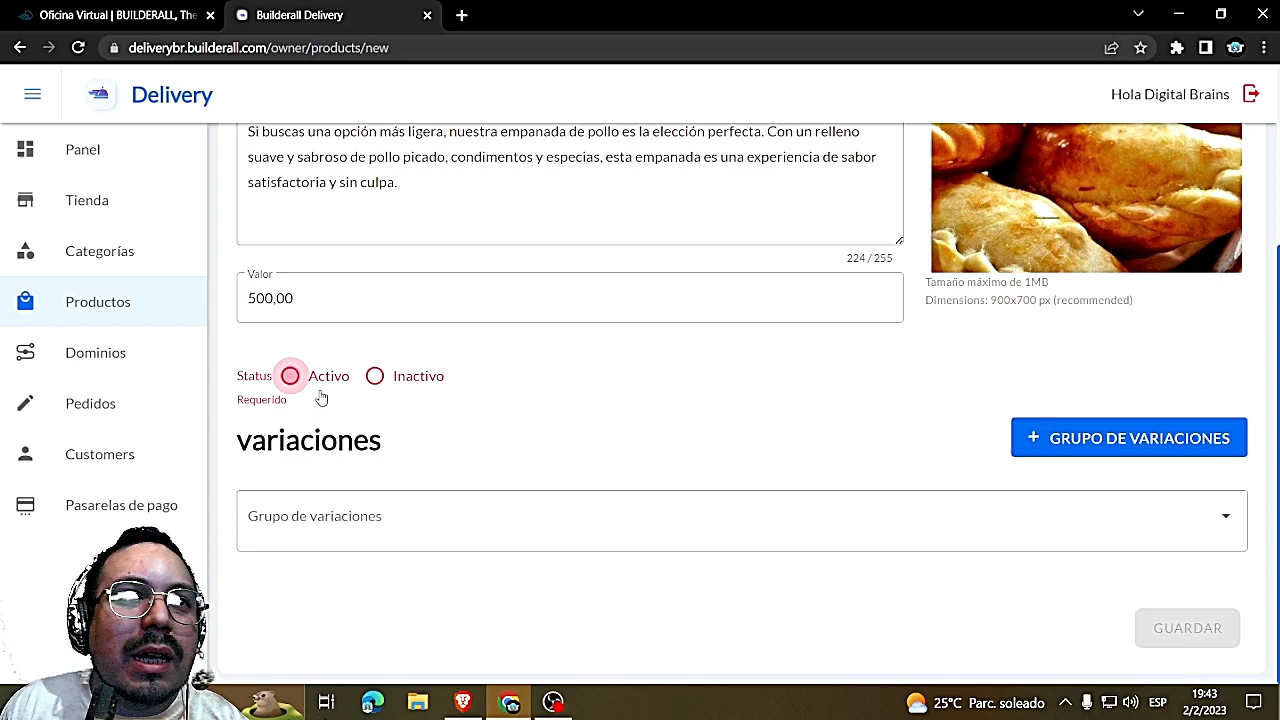 Oficina Virtual | BUILDERALL, The
Builderall Delivery
deliverybr.builderall.com/owner/products/new
Delivery
Hola Digital Brains
Panel
Tienda
Categorías
Productos
Dominios
Pedidos
Customers
Pasarelas de pago
Si buscas una opción más ligera, nuestra empanada de pollo es la elección perfecta. Con un relleno
suave y sabroso de pollo picado, condimentos y especias, esta empanada es una experiencia de sabor
satisfactoria y sin culpa.
224 / 255
Valor
500,00
Tamaño máximo de 1MB
Dimensions: 900x700 px (recommended)
Status Activo Inactivo
Requerido
variaciones
+ GRUPO DE VARIACIONES
Grupo de variaciones
GUARDAR
25°C Parc. soleado
ESP
19:43
2/2/2023